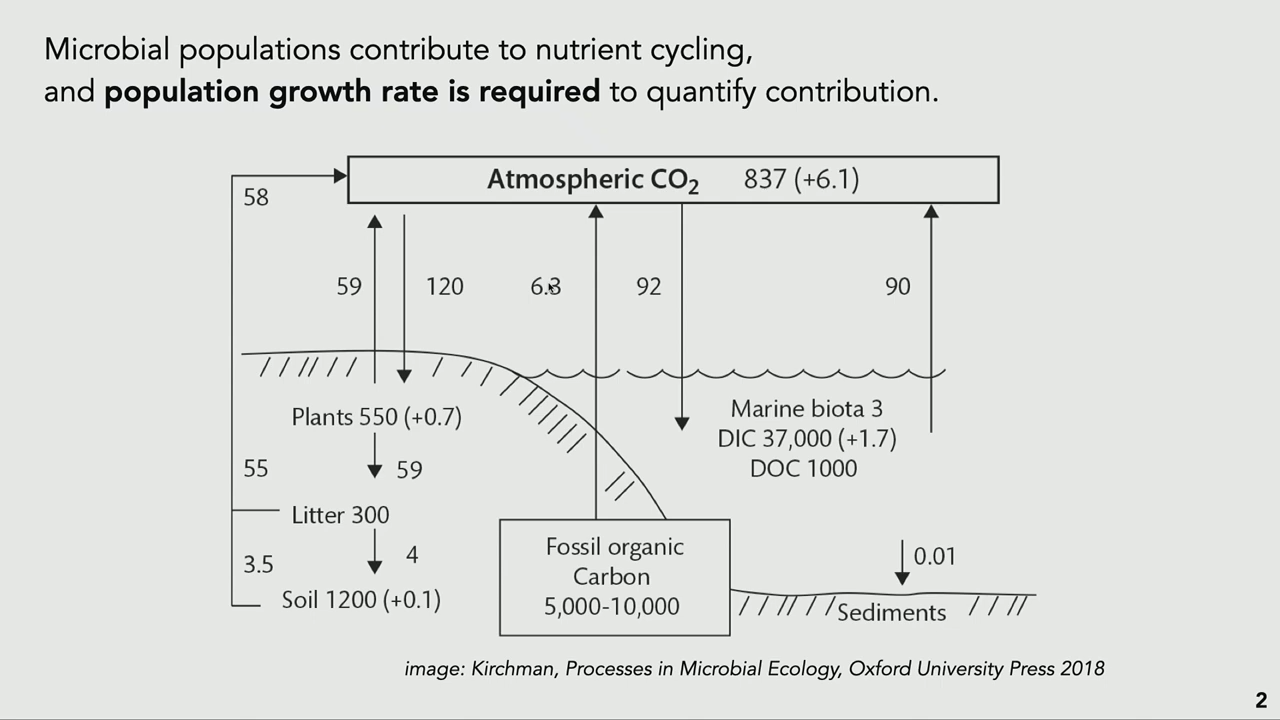 Microbial populations contribute to nutrient cycling,
and population growth rate is required to quantify contribution.
Atmospheric CO₂ 837 (+6.1)
58
59
120
6.3
92
90
Plants 550 (+0.7)
Marine biota 3
DIC 37,000 (+1.7)
DOC 1000
55
59
Litter 300
3.5
4
Soil 1200 (+0.1)
Fossil organic
Carbon
5,000-10,000
0.01
Sediments
image: Kirchman, Processes in Microbial Ecology, Oxford University Press 2018
2